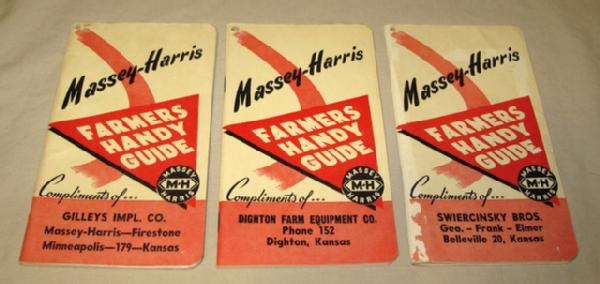 Massey-Harris
FARMERS
HANDY
GUIDE
MASSEY
M-H
HARRIS
Compliments of...
GILLEYS IMPL. CO.
Massey-Harris—Firestone
Minneapolis—179—Kansas
Massey-Harris
FARMERS
HANDY
GUIDE
MASSEY
M-H
HARRIS
Compliments of...
DIGHTON FARM EQUIPMENT CO.
Phone 152
Dighton, Kansas
Massey-Harris
FARMERS
HANDY
GUIDE
MASSEY
M-H
HARRIS
Compliments of...
SWIERCINSKY BROS.
Geo. - Frank - Elmer
Belleville 20, Kansas